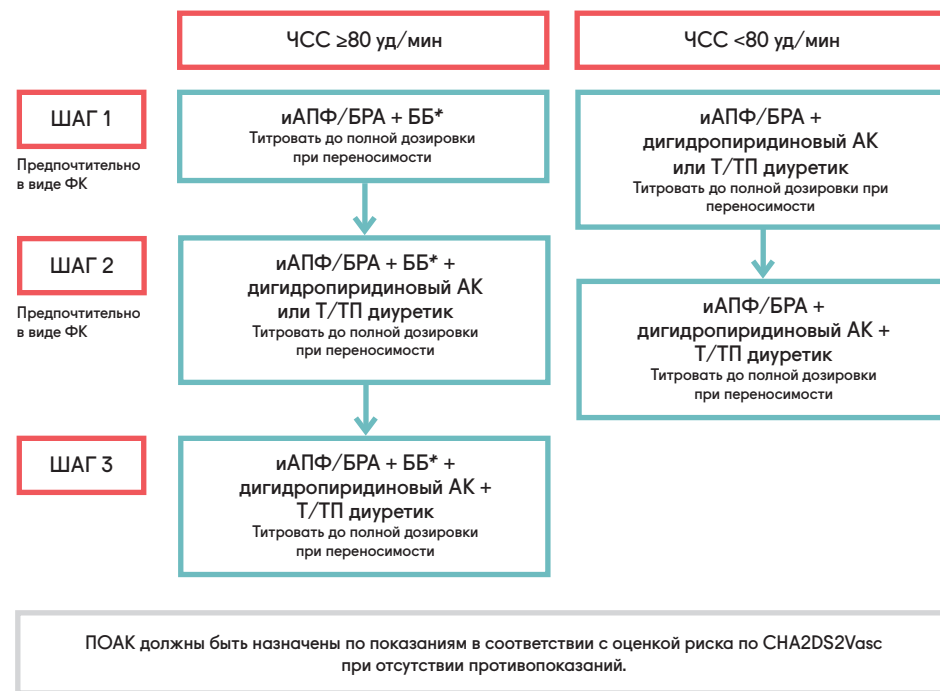 ЧСС ≥80 уд/мин
ЧСС <80 уд/мин
ШАГ 1
Предпочтительно
в виде ФК
иАПФ/БРА + ББ*
Титровать до полной дозировки
при переносимости
иАПФ/БРА +
дигидропиридиновый АК
или Т/ТП диуретик
Титровать до полной дозировки при
переносимости
ШАГ 2
Предпочтительно
в виде ФК
иАПФ/БРА + ББ* +
дигидропиридиновый АК
или Т/ТП диуретик
Титровать до полной дозировки
при переносимости
иАПФ/БРА +
дигидропиридиновый АК +
Т/ТП диуретик
Титровать до полной дозировки
при переносимости
ШАГ 3
иАПФ/БРА + ББ* +
дигидропиридиновый АК +
Т/ТП диуретик
Титровать до полной дозировки
при переносимости
ПОАК должны быть назначены по показаниям в соответствии с оценкой риска по CHA2DS2Vasc
при отсутствии противопоказаний.